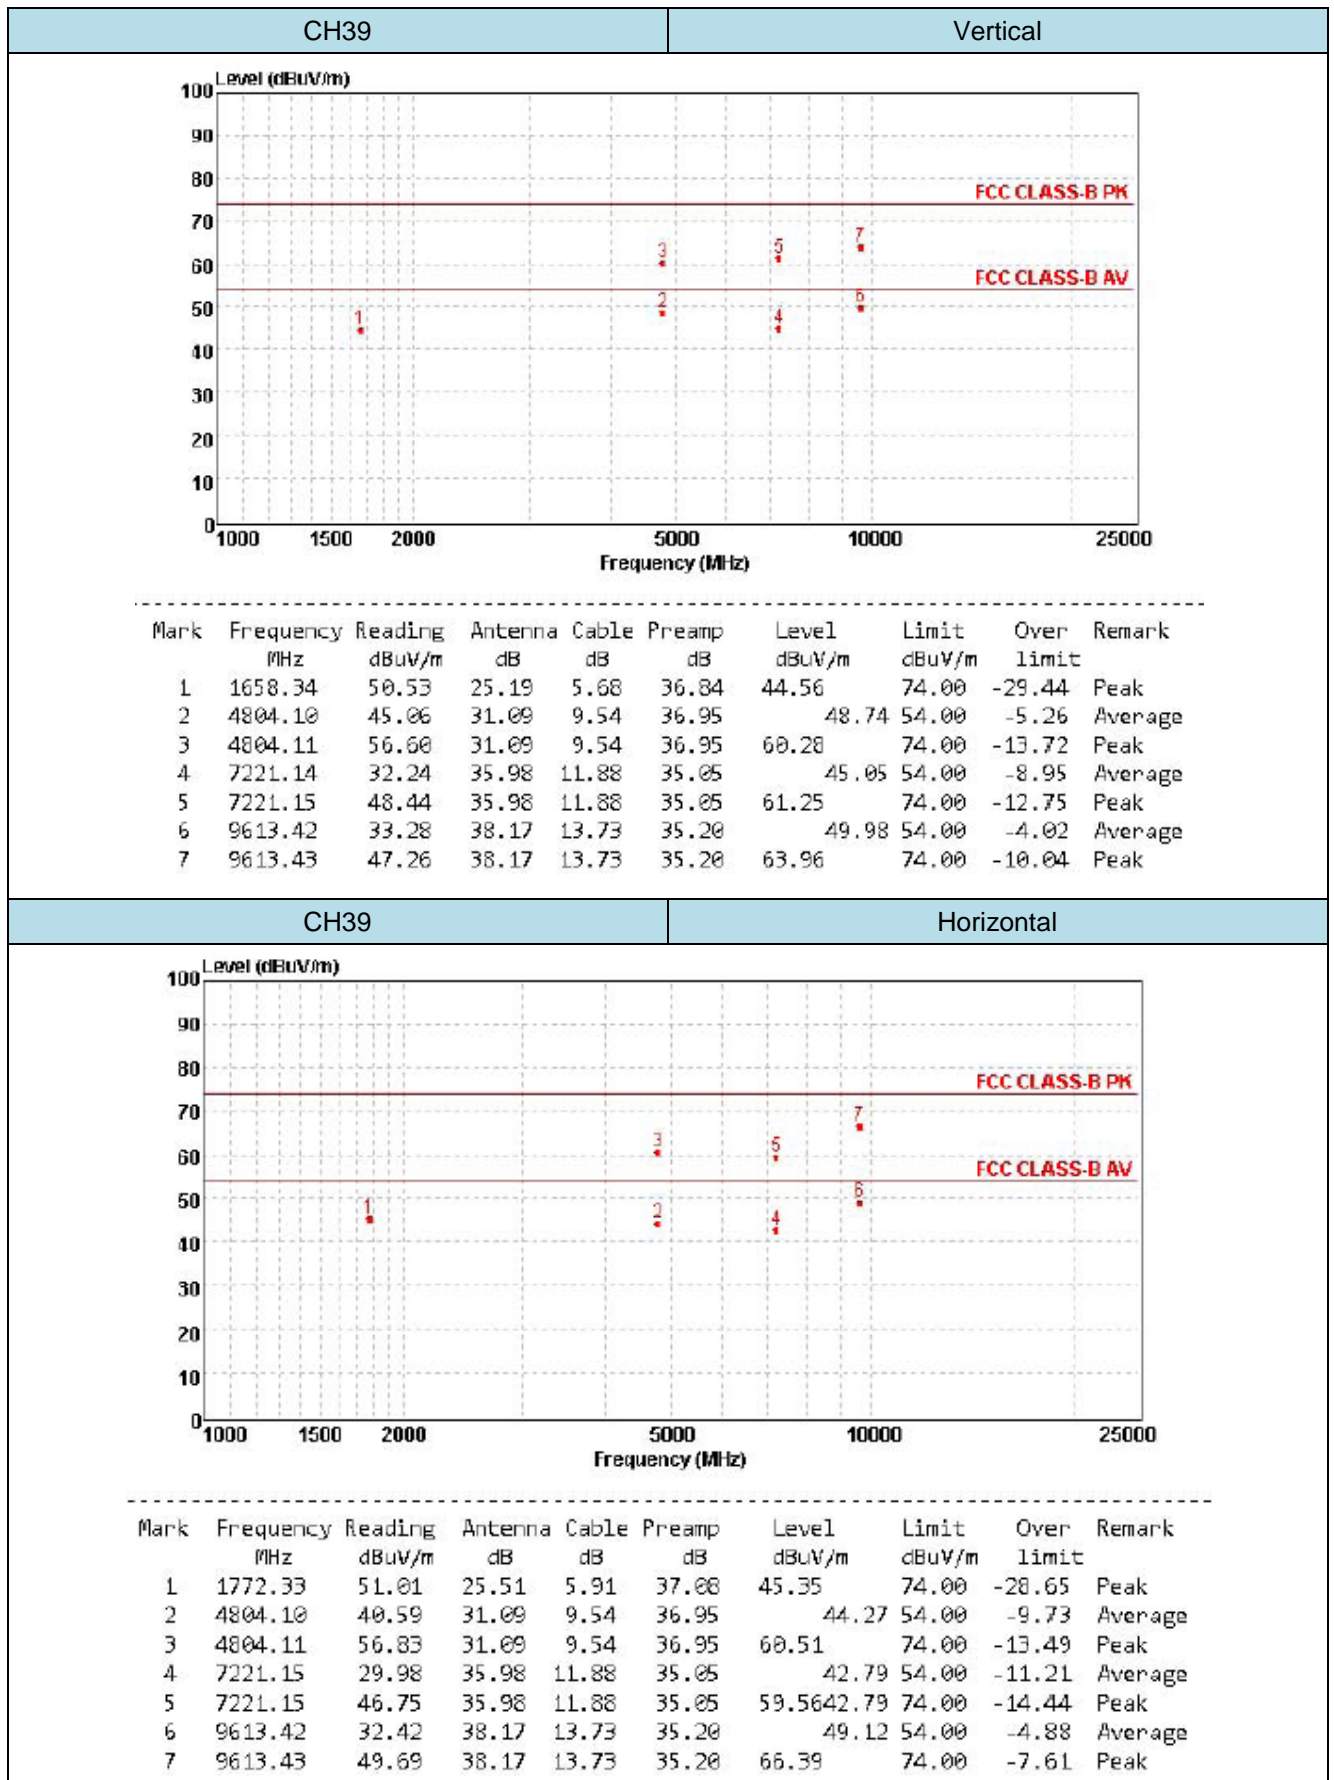 CH39 Vertical
Level (dBuV/m)
100
90
80
FCC CLASS-B PK
70
7
3 5
60
FCC CLASS-B AV
2 6
50
1 4
40
30
20
10
0
1000 1500 2000 5000 10000 25000
Frequency (MHz)
Mark Frequency Reading Antenna Cable Preamp Level Limit Over Remark
MHz dBuV/m dB dB dB dBuV/m dBuV/m limit
1 1658.34 50.53 25.19 5.68 36.84 44.56 74.00 -29.44 Peak
2 4804.10 45.06 31.09 9.54 36.95 48.74 54.00 -5.26 Average
3 4804.11 56.60 31.09 9.54 36.95 60.28 74.00 -13.72 Peak
4 7221.14 32.24 35.98 11.88 35.05 45.05 54.00 -8.95 Average
5 7221.15 48.44 35.98 11.88 35.05 61.25 74.00 -12.75 Peak
6 9613.42 33.28 38.17 13.73 35.20 49.98 54.00 -4.02 Average
7 9613.43 47.26 38.17 13.73 35.20 63.96 74.00 -10.04 Peak
CH39 Horizontal
Level (dBuV/m)
100
90
80
FCC CLASS-B PK
70
7
3 5
60
FCC CLASS-B AV
6
50
1 2 4
40
30
20
10
0
1000 1500 2000 5000 10000 25000
Frequency (MHz)
Mark Frequency Reading Antenna Cable Preamp Level Limit Over Remark
MHz dBuV/m dB dB dB dBuV/m dBuV/m limit
1 1772.33 51.01 25.51 5.91 37.08 45.35 74.00 -28.65 Peak
2 4804.10 40.59 31.09 9.54 36.95 44.27 54.00 -9.73 Average
3 4804.11 56.83 31.09 9.54 36.95 60.51 74.00 -13.49 Peak
4 7221.15 29.98 35.98 11.88 35.05 42.79 54.00 -11.21 Average
5 7221.15 46.75 35.98 11.88 35.05 59.5642.79 74.00 -14.44 Peak
6 9613.42 32.42 38.17 13.73 35.20 49.12 54.00 -4.88 Average
7 9613.43 49.69 38.17 13.73 35.20 66.39 74.00 -7.61 Peak